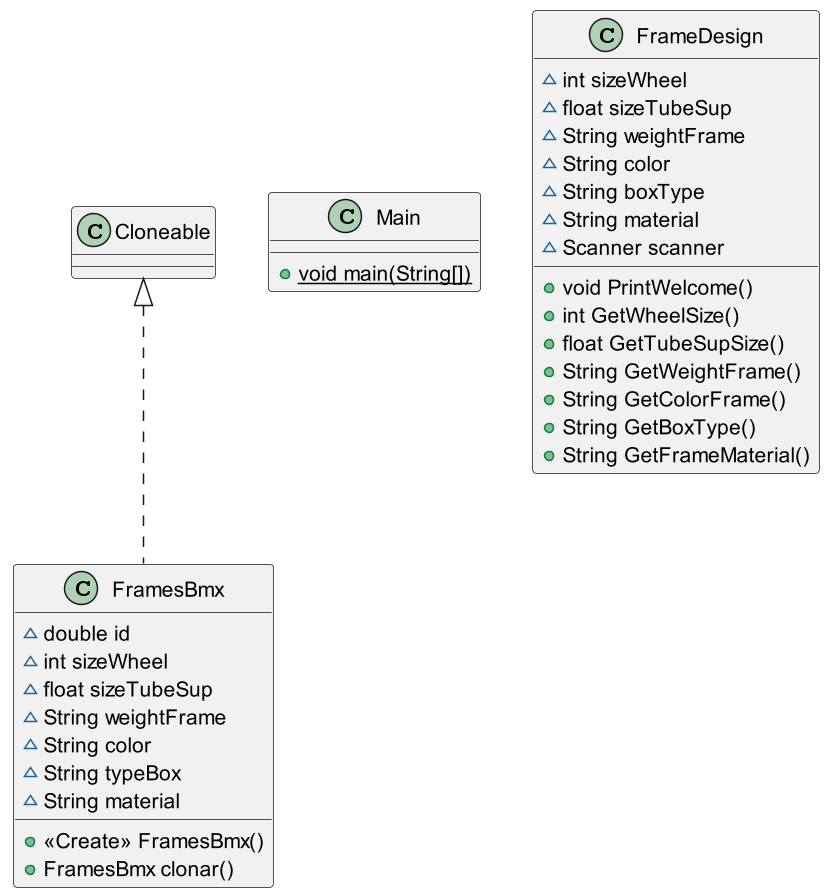 C Cloneable
C Main
void main(String[])
C FrameDesign
int sizeWheel
float sizeTubeSup
String weightFrame
String color
String boxType
String material
Scanner scanner
void PrintWelcome()
int GetWheelSize()
float GetTubeSupSize()
String GetWeightFrame()
String GetColorFrame()
String GetBoxType()
String GetFrameMaterial()
C FramesBmx
double id
int sizeWheel
float sizeTubeSup
String weightFrame
String color
String typeBox
String material
«Create» FramesBmx()
FramesBmx clonar()